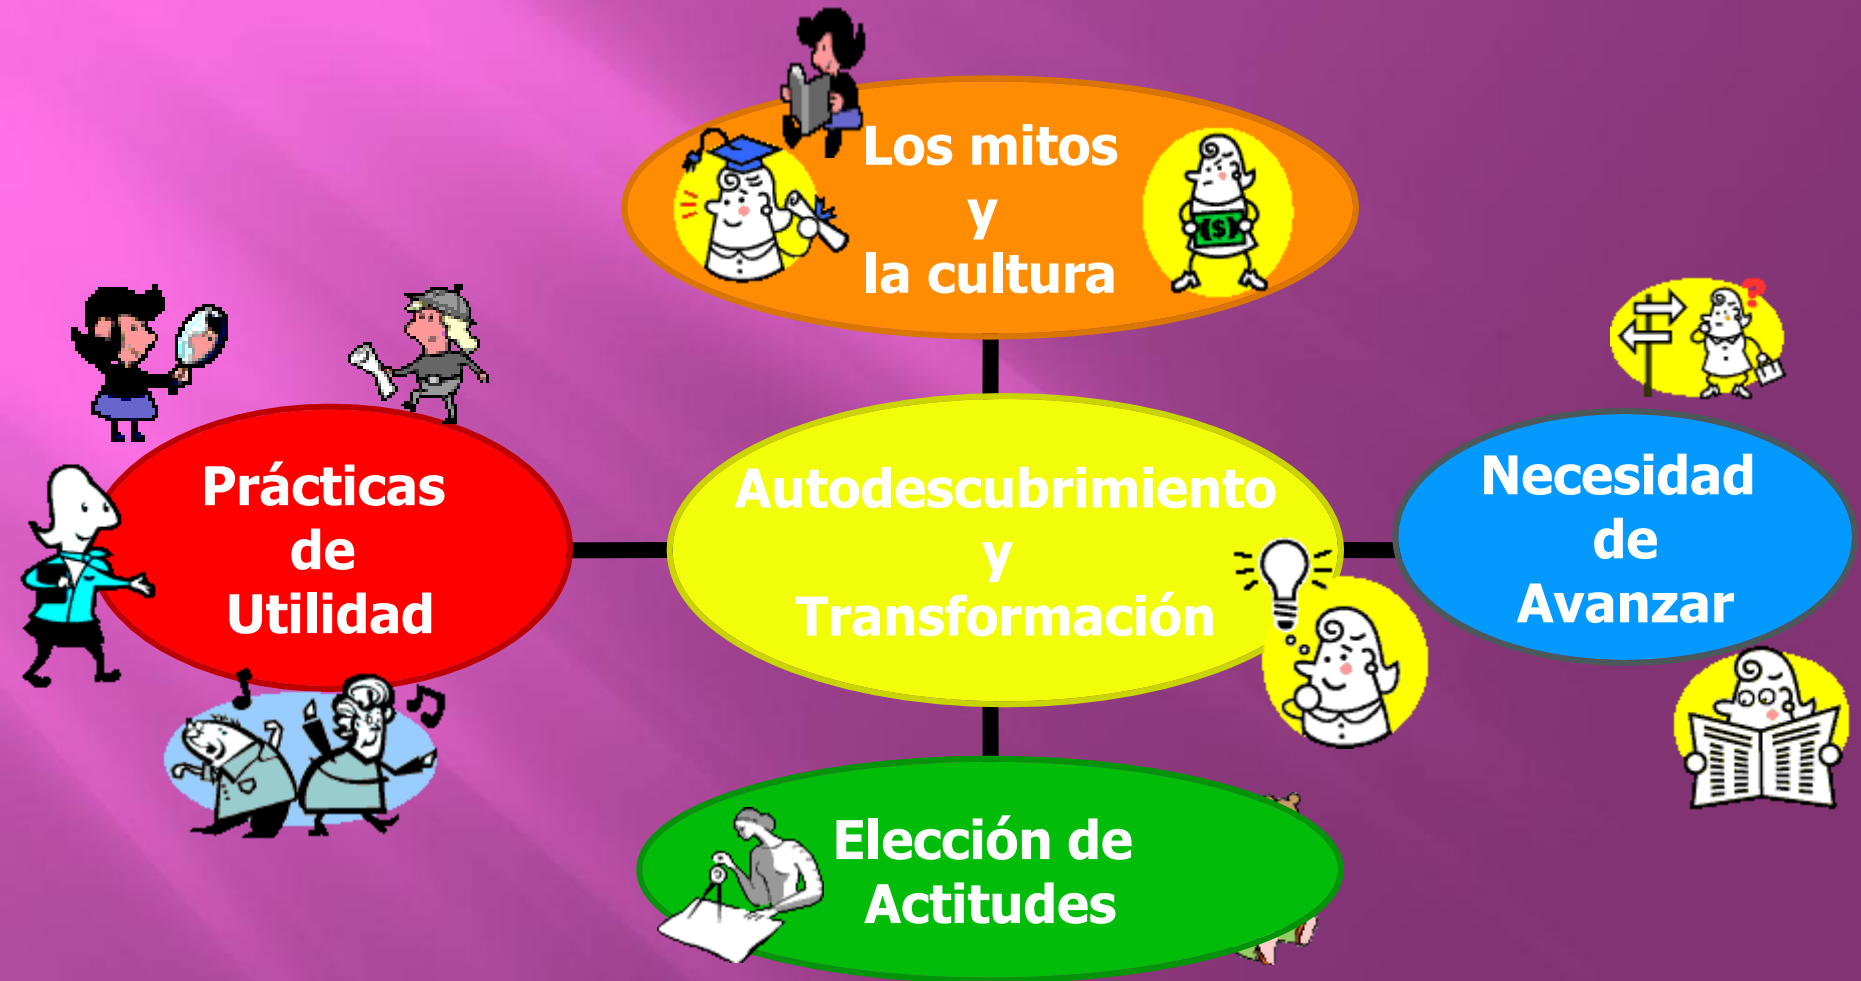 Los mitos
y
la cultura
Prácticas
de
Utilidad
Autodescubrimiento
y
Transformación
Necesidad
de
Avanzar
Elección de
Actitudes
($)
?